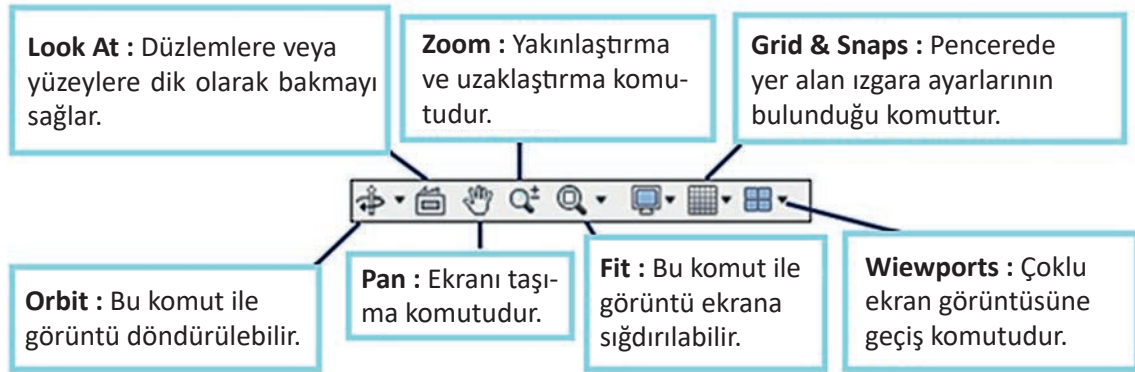 Look At : Düzlemlere veya
yüzeylere dik olarak bakmayı
sağlar.
Zoom : Yakınlaştırma
ve uzaklaştırma komu-
tudur.
Grid & Snaps : Pencerede
yer alan ızgara ayarlarının
bulunduğu komuttur.
Orbit : Bu komut ile
görüntü döndürülebilir.
Pan : Ekranı taşı-
ma komutudur.
Fit : Bu komut ile
görüntü ekrana
sığdırılabilir.
Wiewports : Çoklu
ekran görüntüsüne
geçiş komutudur.